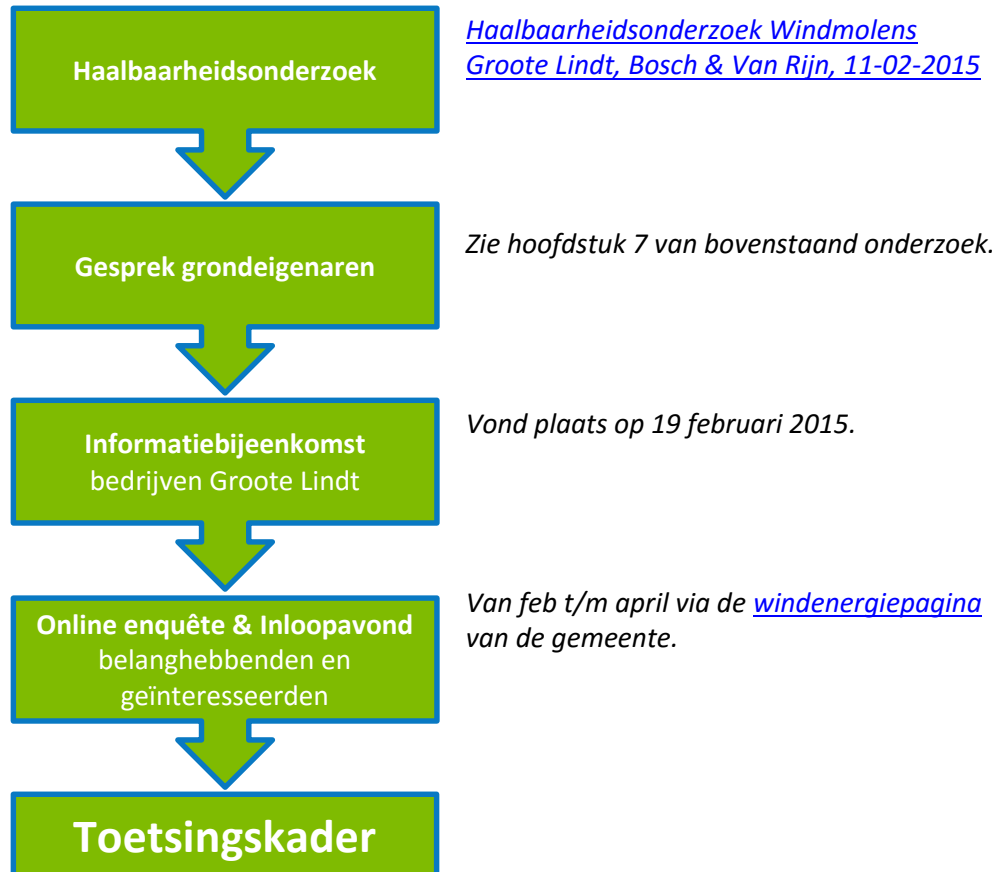 Haalbaarheidsonderzoek
Haalbaarheidsonderzoek Windmolens
Groote Lindt, Bosch & Van Rijn, 11-02-2015
Gesprek grondeigenaren
Zie hoofdstuk 7 van bovenstaand onderzoek.
Informatiebijeenkomst
bedrijven Groote Lindt
Vond plaats op 19 februari 2015.
Online enquête & Inloopavond
belanghebbenden en
geïnteresseerden
Van feb t/m april via de windenergiepagina
van de gemeente.
Toetsingskader